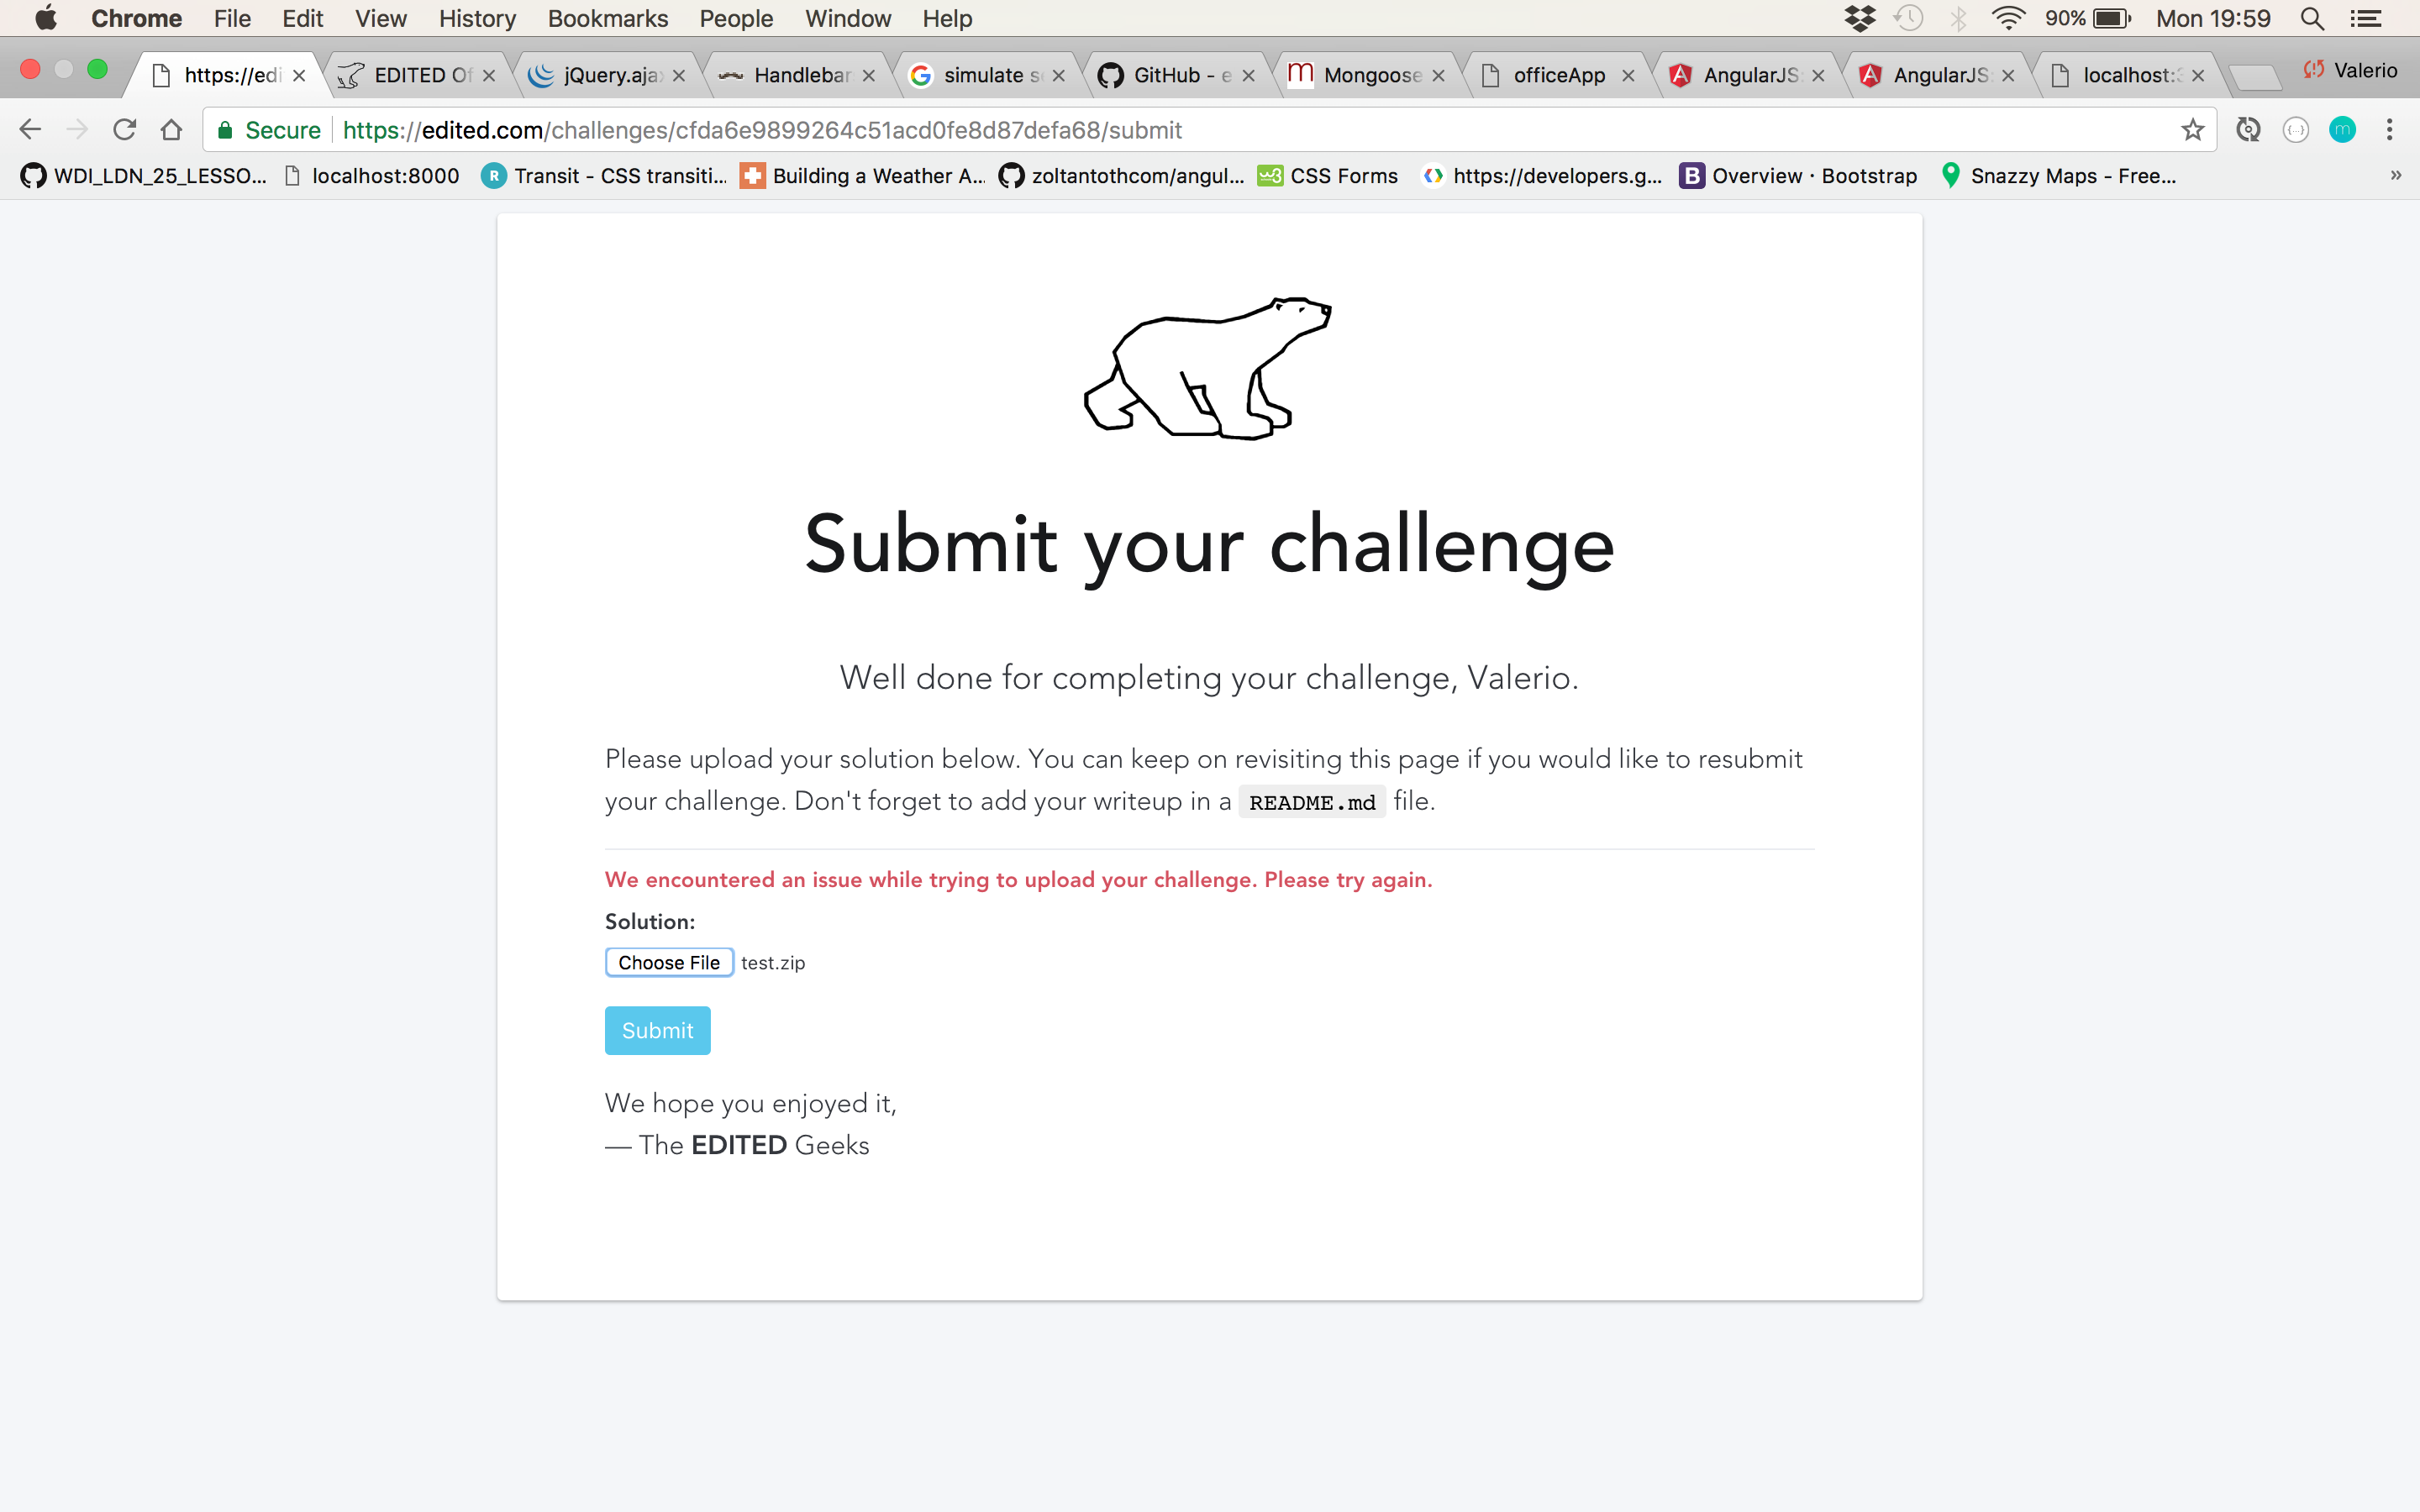 Chrome File Edit View History Bookmarks People Window Help 90% Mon 19:59
https://edi EDITED Of jQuery.ajax Handlebar simulate s GitHub - e Mongoose officeApp AngularJS: AngularJS: localhost:3 Valerio
Secure https://edited.com/challenges/cfda6e9899264c51acd0fe8d87defa68/submit
WDI_LDN_25_LESSO... localhost:8000 R Transit - CSS transiti... Building a Weather A... zoltantothcom/angul... w3 CSS Forms https://developers.g... B Overview · Bootstrap Snazzy Maps - Free... »
Submit your challenge
Well done for completing your challenge, Valerio.
Please upload your solution below. You can keep on revisiting this page if you would like to resubmit
your challenge. Don't forget to add your writeup in a README.md file.
We encountered an issue while trying to upload your challenge. Please try again.
Solution:
Choose File test.zip
Submit
We hope you enjoyed it,
— The EDITED Geeks